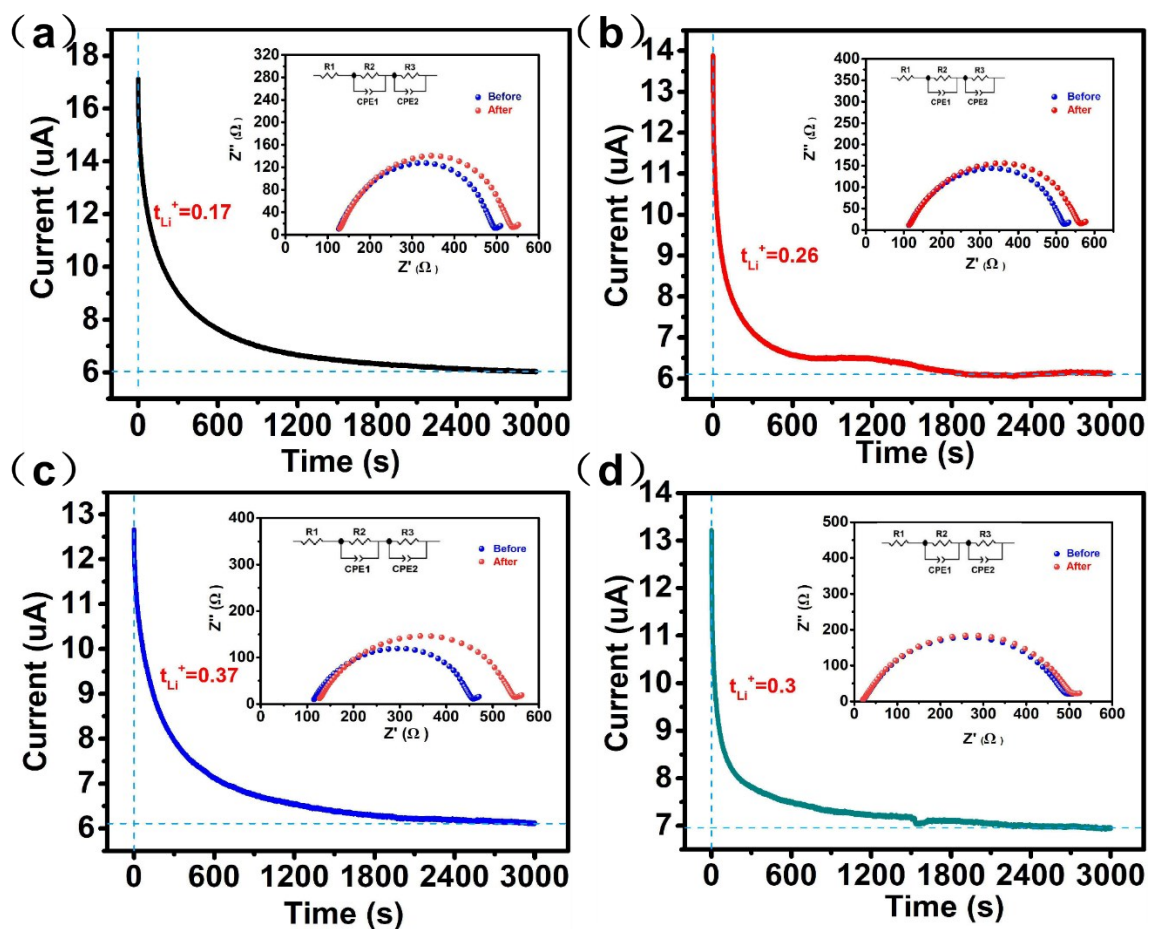 (a)
Current (uA)
18
16
14
12
10
8
6
0 600 1200 1800 2400 3000
Time (s)
tLi+=0.17
Z'' (Ω)
320
280
240
200
160
120
80
40
0
0 100 200 300 400 500 600
Z' (Ω)
R1 R2 R3
CPE1 CPE2
Before
After
(b)
Current (uA)
14
13
12
11
10
9
8
7
6
0 600 1200 1800 2400 3000
Time (s)
tLi+=0.26
Z'' (Ω)
400
350
300
250
200
150
100
50
0
0 100 200 300 400 500 600
Z' (Ω)
R1 R2 R3
CPE1 CPE2
Before
After
(c)
Current (uA)
13
12
11
10
9
8
7
6
0 600 1200 1800 2400 3000
Time (s)
tLi+=0.37
Z'' (Ω)
400
350
300
250
200
150
100
50
0
0 100 200 300 400 500 600
Z' (Ω)
R1 R2 R3
CPE1 CPE2
Before
After
(d)
Current (uA)
14
13
12
11
10
9
8
7
0 600 1200 1800 2400 3000
Time (s)
tLi+=0.3
Z'' (Ω)
500
400
300
200
100
0
0 100 200 300 400 500 600
Z' (Ω)
R1 R2 R3
CPE1 CPE2
Before
After